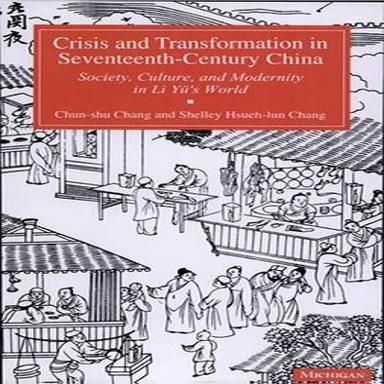 Crisis and Transformation in
Seventeenth-Century China
Society, Culture, and Modernity
in Li Yü's World
Chun-shu Chang and Shelley Hsueh-lun Chang
MICHIGAN